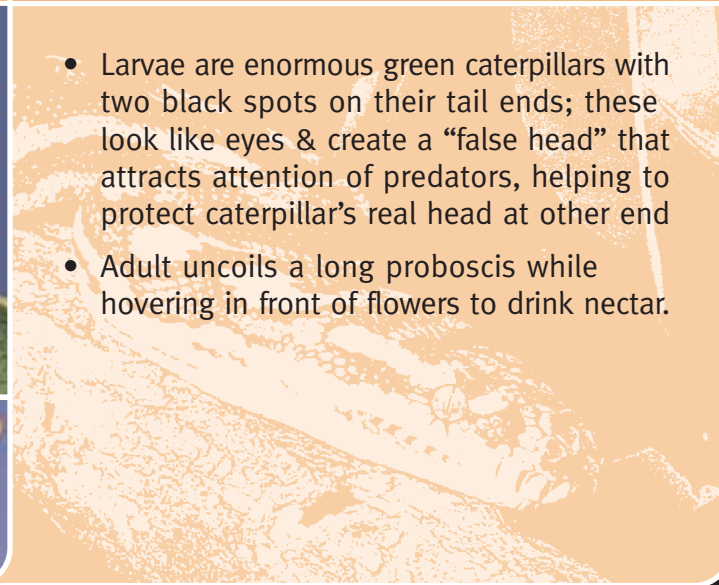 • Larvae are enormous green caterpillars with
two black spots on their tail ends; these
look like eyes & create a “false head” that
attracts attention of predators, helping to
protect caterpillar’s real head at other end
• Adult uncoils a long proboscis while
hovering in front of flowers to drink nectar.